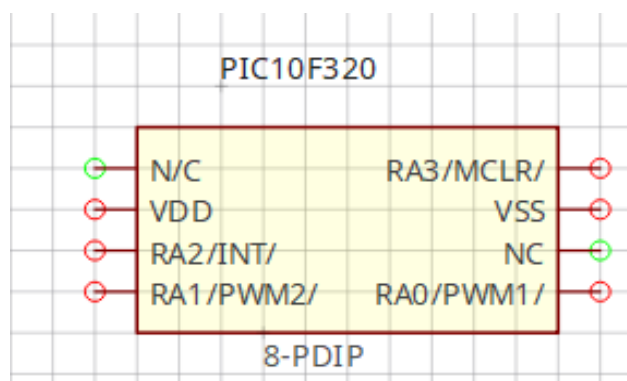 PIC10F320
N/C RA3/MCLR/
VDD VSS
RA2/INT/ NC
RA1/PWM2/ RA0/PWM1/
8-PDIP